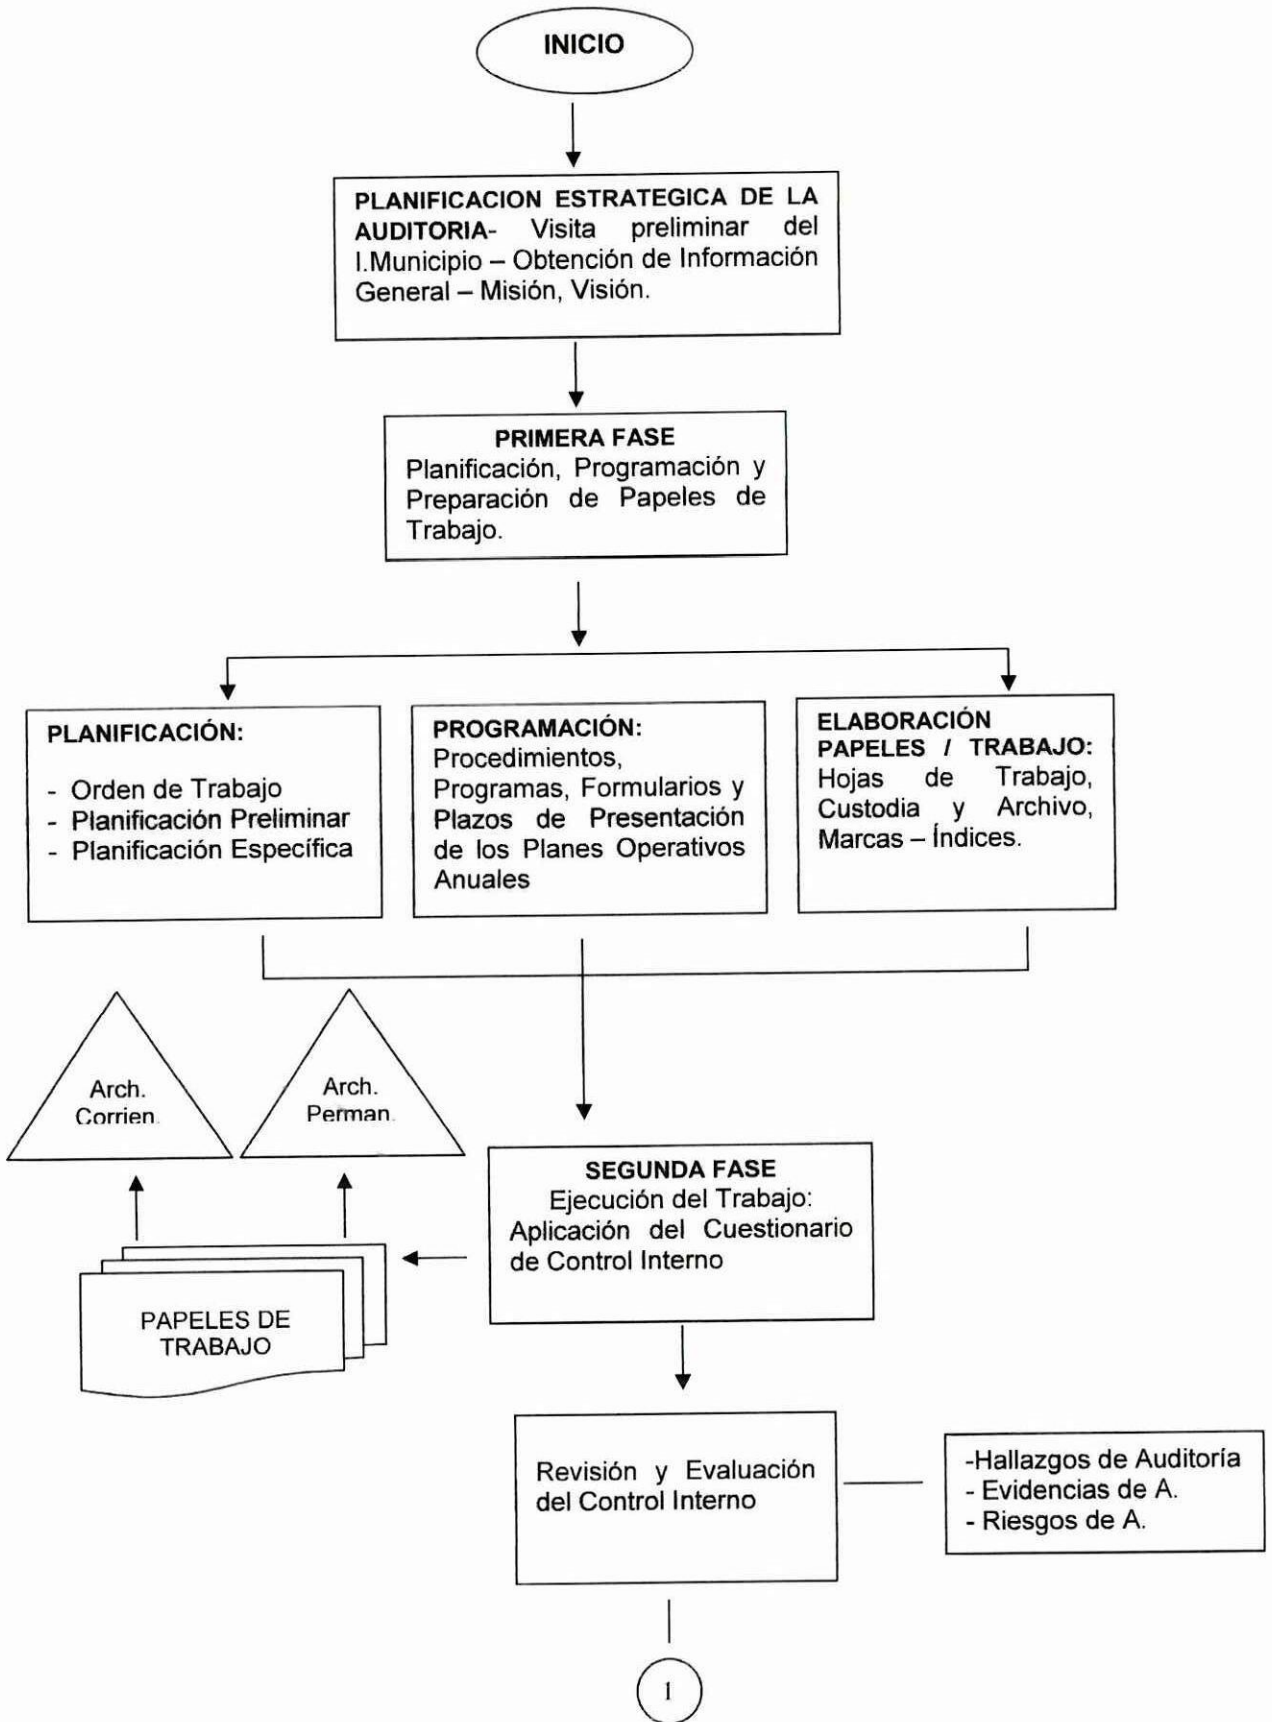 INICIO
PLANIFICACION ESTRATEGICA DE LA
AUDITORIA- Visita preliminar del
I.Municipio – Obtención de Información
General – Misión, Visión.
PRIMERA FASE
Planificación, Programación y
Preparación de Papeles de
Trabajo.
PLANIFICACIÓN:
- Orden de Trabajo
- Planificación Preliminar
- Planificación Específica
PROGRAMACIÓN:
Procedimientos,
Programas, Formularios y
Plazos de Presentación
de los Planes Operativos
Anuales
ELABORACIÓN
PAPELES / TRABAJO:
Hojas de Trabajo,
Custodia y Archivo,
Marcas – Índices.
Arch.
Corrien.
Arch.
Perman.
SEGUNDA FASE
Ejecución del Trabajo:
Aplicación del Cuestionario
de Control Interno
PAPELES DE
TRABAJO
Revisión y Evaluación
del Control Interno
-Hallazgos de Auditoría
- Evidencias de A.
- Riesgos de A.
1